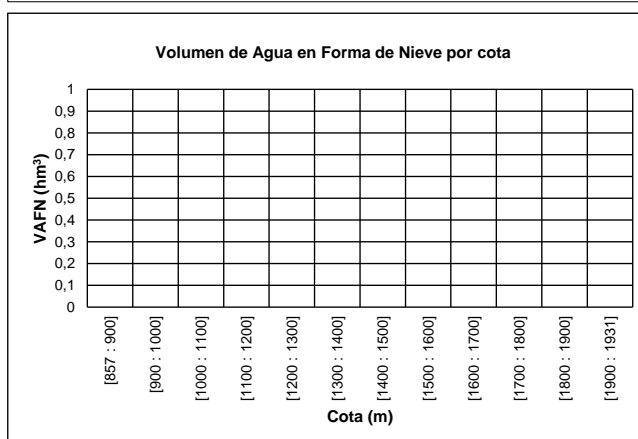 Volumen de Agua en Forma de Nieve por cota
VAFN (hm³)
1
0,9
0,8
0,7
0,6
0,5
0,4
0,3
0,2
0,1
0
[857 : 900]
[900 : 1000]
[1000 : 1100]
[1100 : 1200]
[1200 : 1300]
[1300 : 1400]
[1400 : 1500]
[1500 : 1600]
[1600 : 1700]
[1700 : 1800]
[1800 : 1900]
[1900 : 1931]
Cota (m)